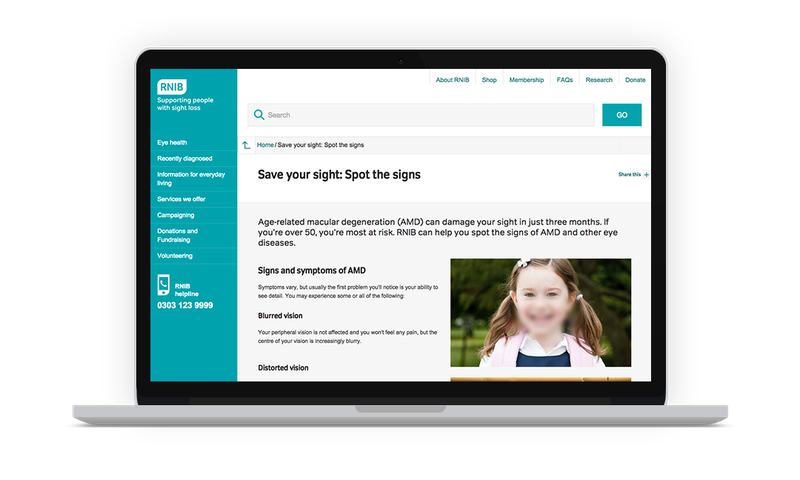 RNIB
Supporting people
with sight loss
About RNIB
Shop
Membership
FAQs
Research
Donate
Search
GO
Eye health
Recently diagnosed
Information for everyday
living
Services we offer
Campaigning
Donations and
Fundraising
Volunteering
RNIB
helpline
0303 123 9999
Home / Save your sight: Spot the signs
Save your sight: Spot the signs
Share this +
Age-related macular degeneration (AMD) can damage your sight in just three months. If
you're over 50, you're most at risk. RNIB can help you spot the signs of AMD and other eye
diseases.
Signs and symptoms of AMD
Symptoms vary, but usually the first problem you'll notice is your ability to
see detail. You may experience some or all of the following:
Blurred vision
Your peripheral vision is not affected and you won't feel any pain, but the
centre of your vision is increasingly blurry.
Distorted vision